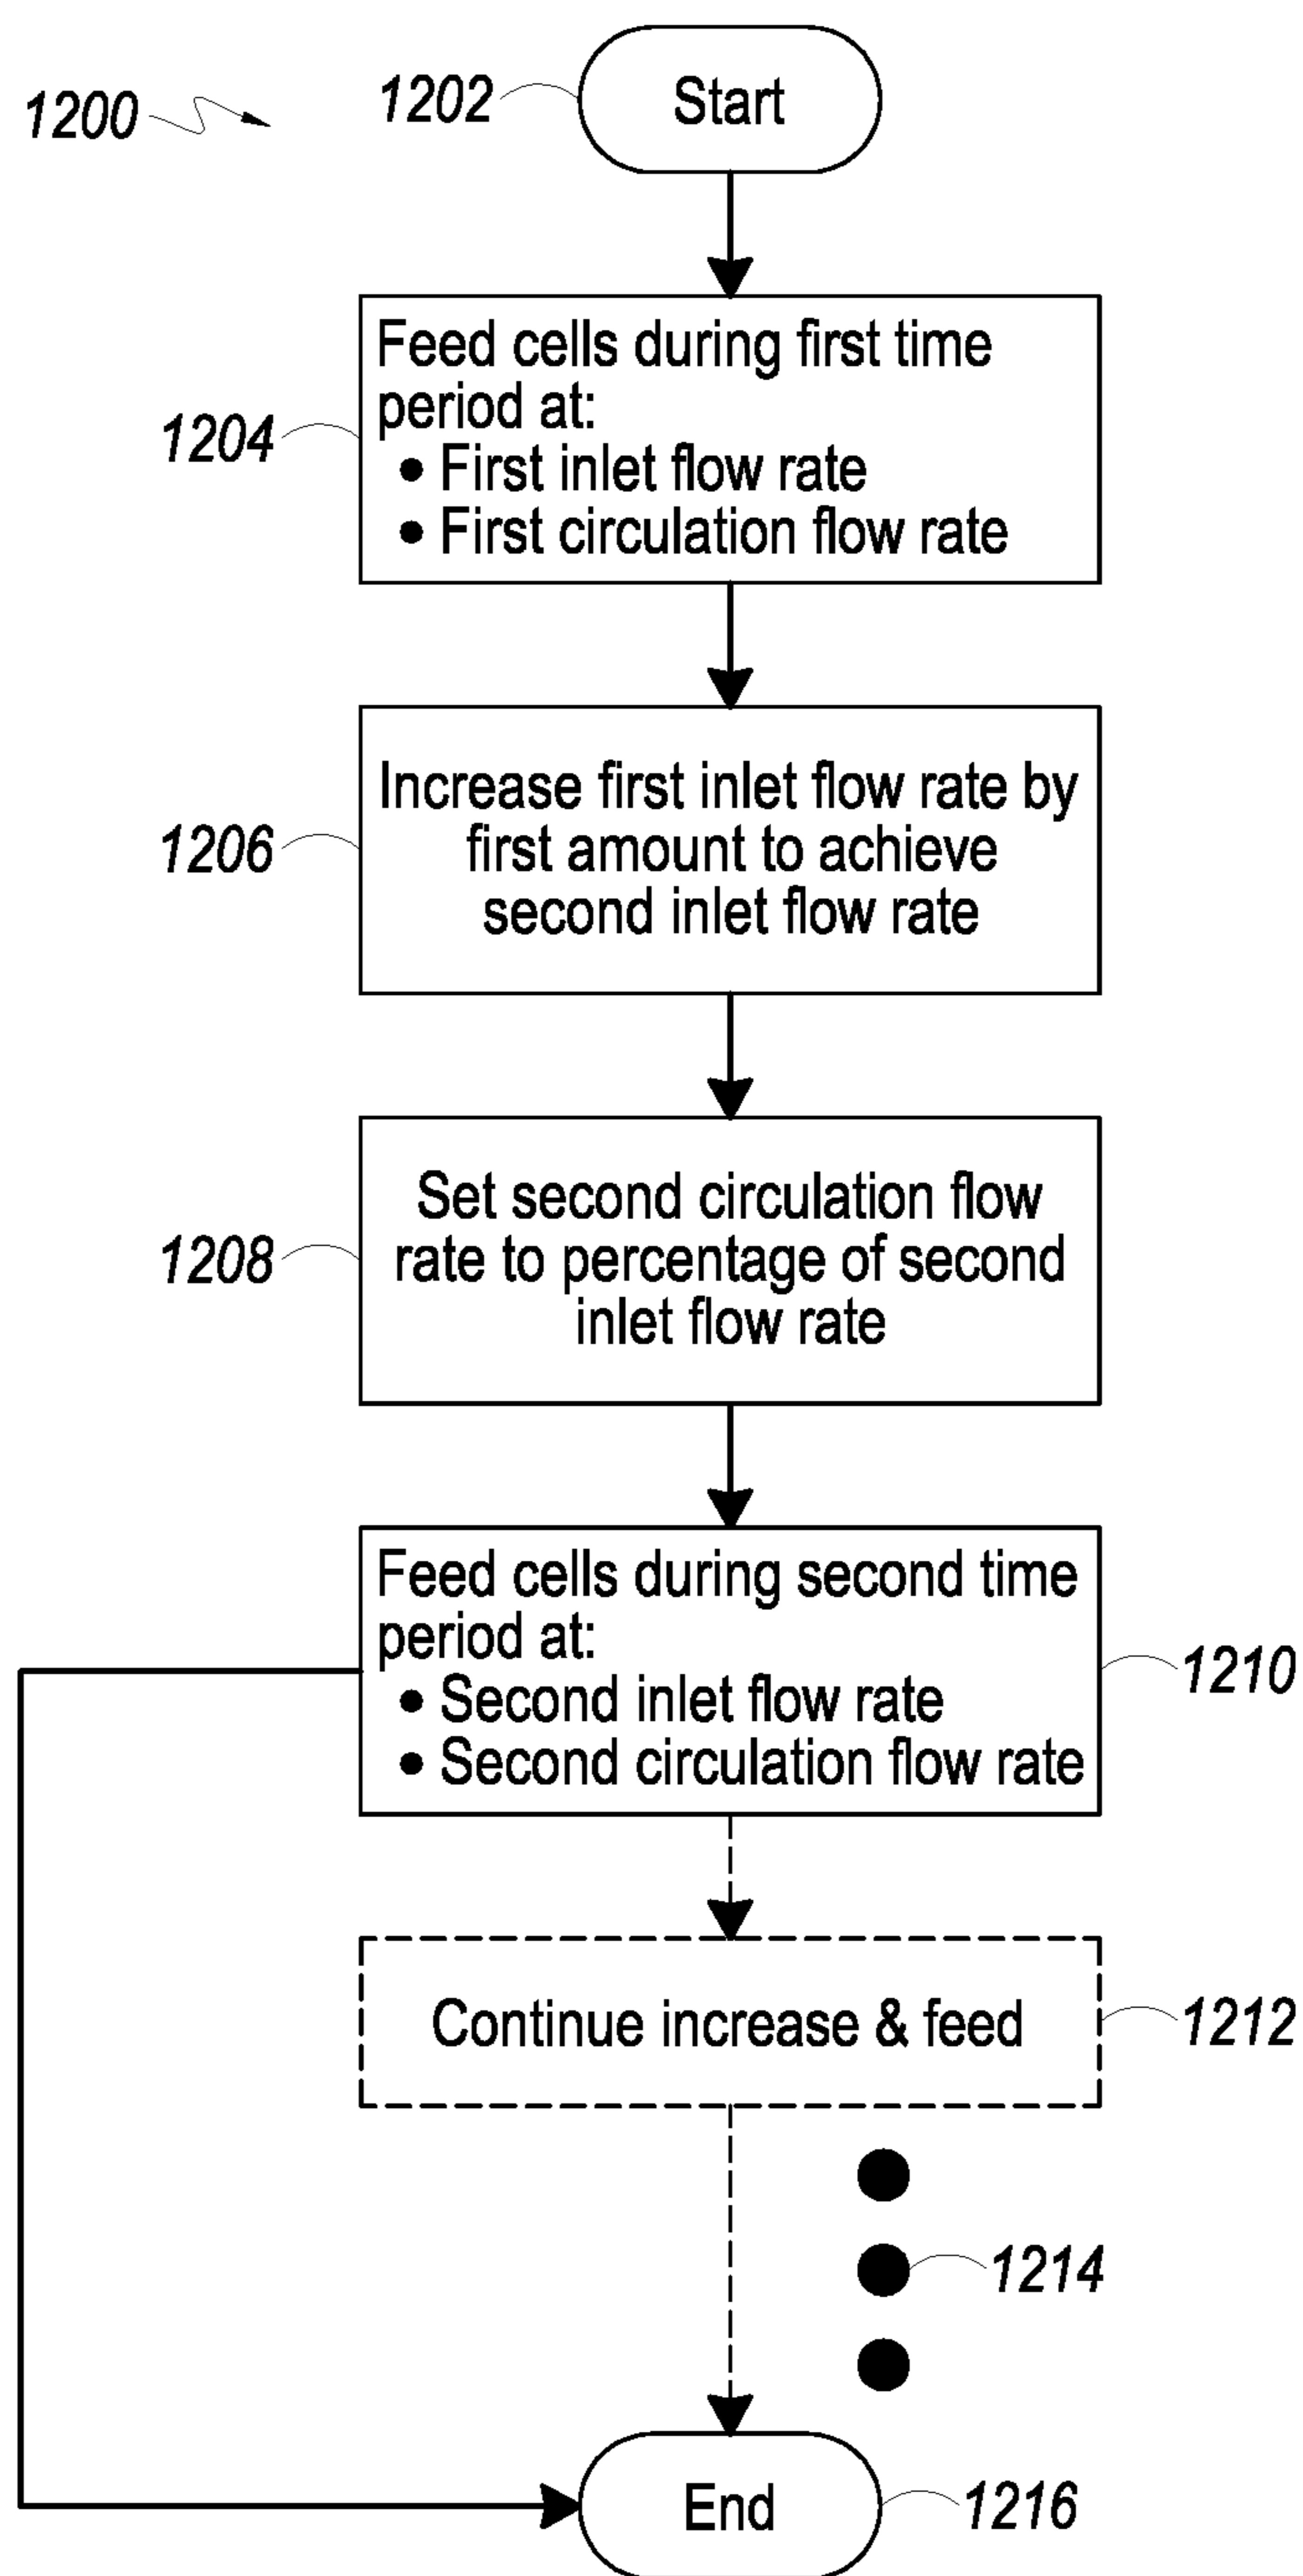 1200
1202
Start
Feed cells during first time
period at:
• First inlet flow rate
• First circulation flow rate
1204
Increase first inlet flow rate by
first amount to achieve
second inlet flow rate
1206
Set second circulation flow
rate to percentage of second
inlet flow rate
1208
Feed cells during second time
period at:
• Second inlet flow rate
• Second circulation flow rate
1210
Continue increase & feed
1212
1214
End
1216